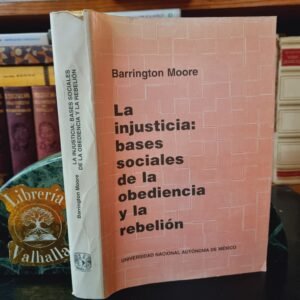 Barrington Moore
La
injusticia:
bases
sociales
de la
obediencia
y la
rebelión
UNIVERSIDAD NACIONAL AUTÓNOMA DE MÉXICO
LA INJUSTICIA: BASES SOCIALES
DE LA OBEDIENCIA Y LA REBELIÓN
Barrington Moore
Librería
Valhalla